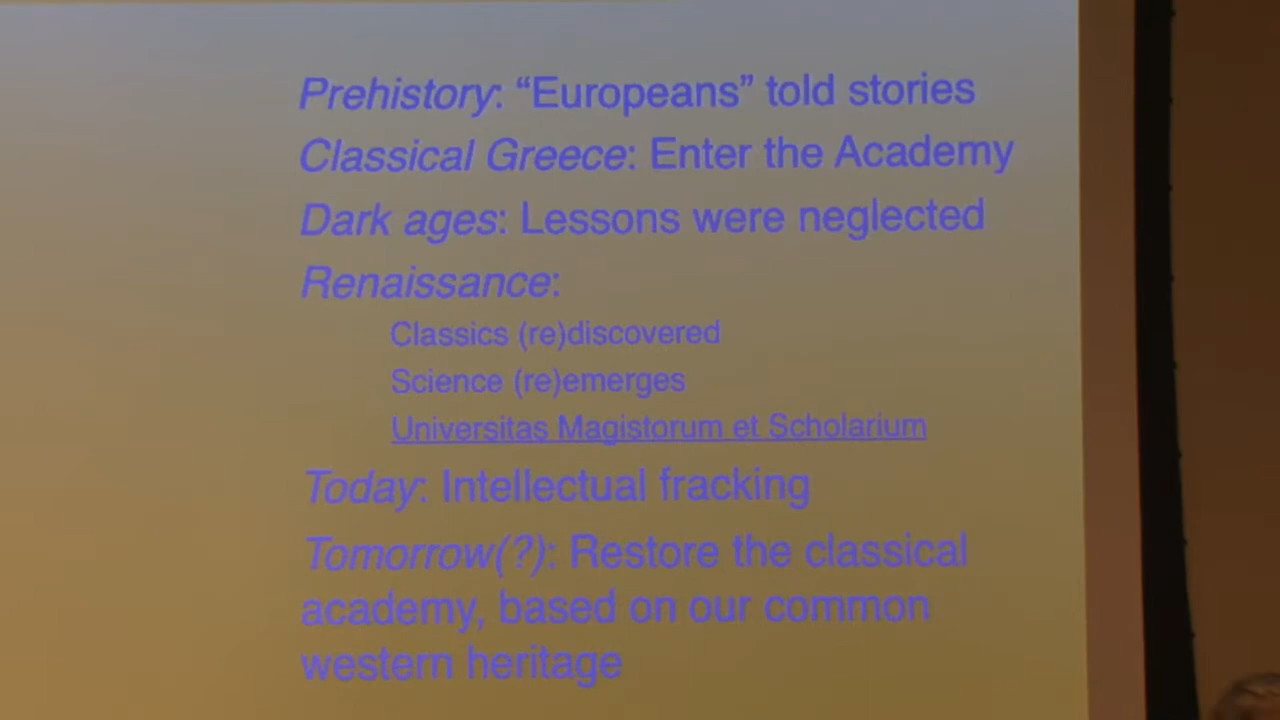 Prehistory: “Europeans” told stories
Classical Greece: Enter the Academy
Dark ages: Lessons were neglected
Renaissance:
Classics (re)discovered
Science (re)emerges
Universitas Magistorum et Scholarium
Today: Intellectual fracking
Tomorrow(?): Restore the classical
academy, based on our common
western heritage